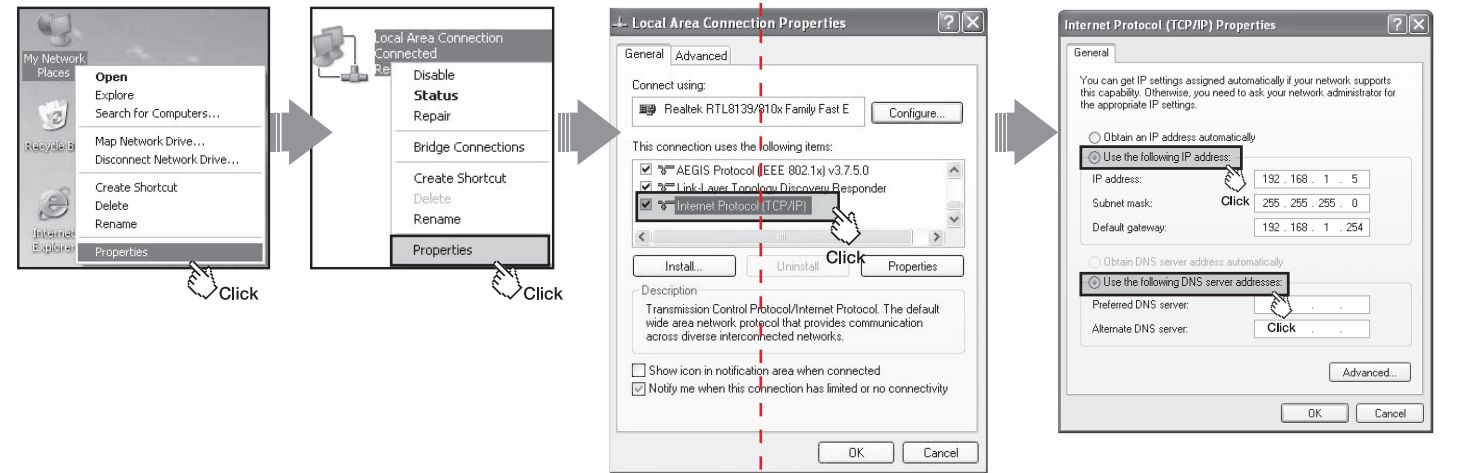 My Network
Places
Recycle B
Internet
Explorer
Open
Explore
Search for Computers...
Map Network Drive...
Disconnect Network Drive...
Create Shortcut
Delete
Rename
Properties
Click
Local Area Connection
Connected
Re
Disable
Status
Repair
Bridge Connections
Create Shortcut
Delete
Rename
Properties
Click
Local Area Connection Properties
General Advanced
Connect using:
Realtek RTL8139/810x Family Fast E Configure...
This connection uses the following items:
AEGIS Protocol (IEEE 802.1x) v3.7.5.0
Link-Layer Topology Discovery Responder
Internet Protocol (TCP/IP)
Click
Install... Uninstall Properties
Description
Transmission Control Protocol/Internet Protocol. The default
wide area network protocol that provides communication
across diverse interconnected networks.
Show icon in notification area when connected
Notify me when this connection has limited or no connectivity
OK Cancel
Internet Protocol (TCP/IP) Properties
General
You can get IP settings assigned automatically if your network supports
this capability. Otherwise, you need to ask your network administrator for
the appropriate IP settings.
Obtain an IP address automatically
Use the following IP address:
IP address: 192 . 168 . 1 . 5
Click
Subnet mask: 255 . 255 . 255 . 0
Default gateway: 192 . 168 . 1 . 254
Obtain DNS server address automatically
Use the following DNS server addresses:
Preferred DNS server:
Alternate DNS server:
Click
Advanced...
OK Cancel